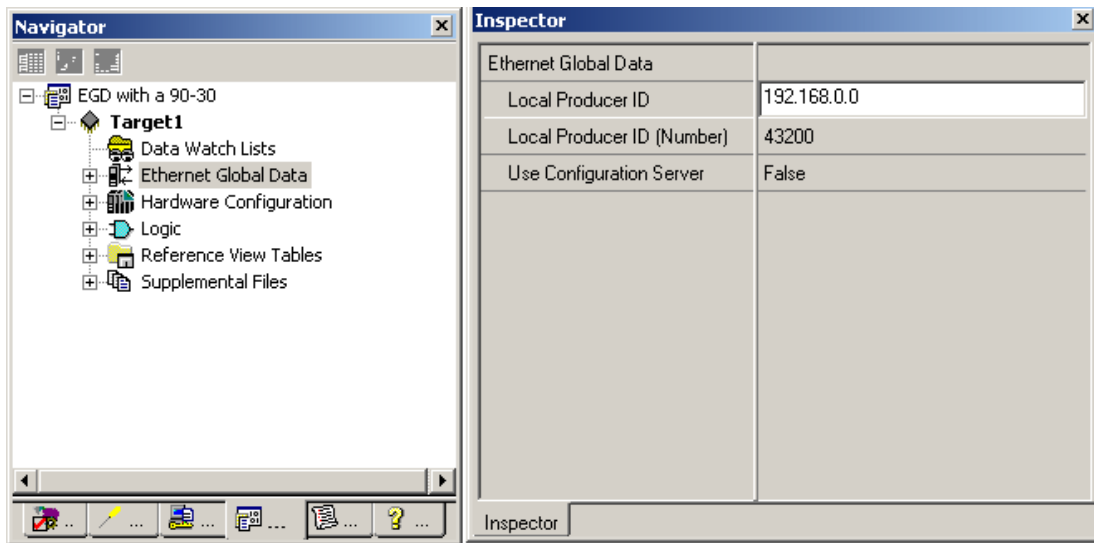 Navigator
EGD with a 90-30
Target1
Data Watch Lists
Ethernet Global Data
Hardware Configuration
Logic
Reference View Tables
Supplemental Files
.. ... ... ... ... ...
Inspector
Ethernet Global Data
Local Producer ID 192.168.0.0
Local Producer ID (Number) 43200
Use Configuration Server False
Inspector